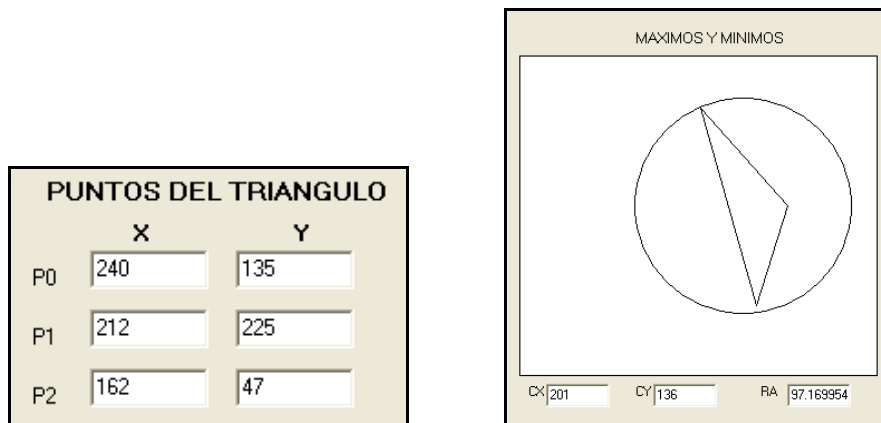 PUNTOS DEL TRIANGULO
X Y
P0 240 135
P1 212 225
P2 162 47
MAXIMOS Y MINIMOS
CX 201 CY 136 RA 97.169954